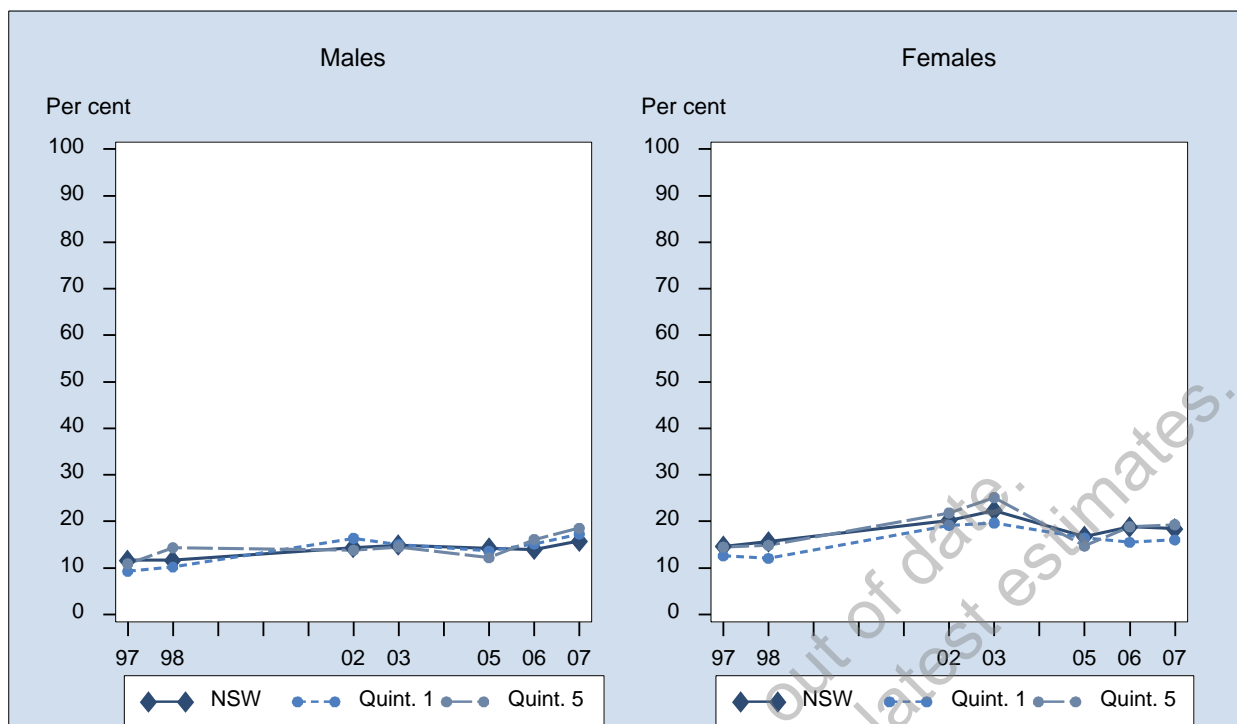 Males
Per cent
100
90
80
70
60
50
40
30
20
10
0
97 98 02 03 05 06 07
NSW Quint. 1 Quint. 5
Females
Per cent
100
90
80
70
60
50
40
30
20
10
0
97 98 02 03 05 06 07
NSW Quint. 1 Quint. 5
out of date.
latest estimates.